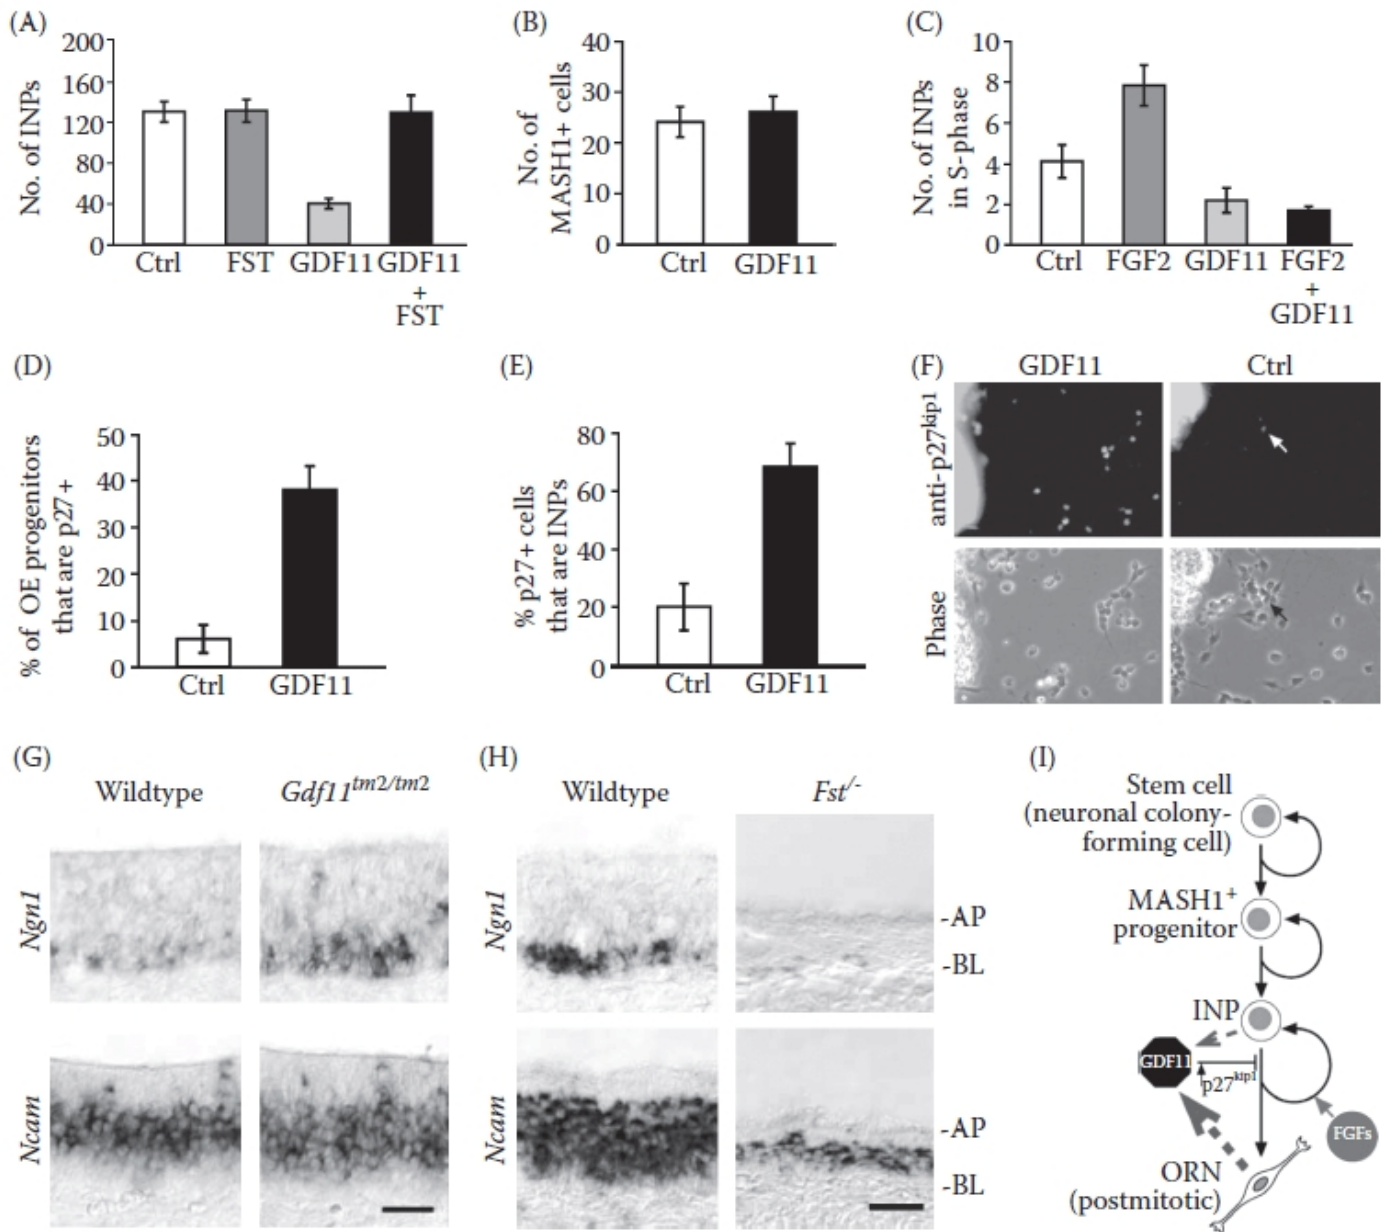 (A)
No. of INPs
200
160
120
80
40
0
Ctrl
FST
GDF11
GDF11
+
FST
(B)
No. of
MASH1+ cells
40
30
20
10
0
Ctrl
GDF11
(C)
No. of INPs
in S-phase
10
8
6
4
2
0
Ctrl
FGF2
GDF11
FGF2
+
GDF11
(D)
% of OE progenitors
that are p27+
50
40
30
20
10
0
Ctrl
GDF11
(E)
% p27+ cells
that are INPs
80
60
40
20
0
Ctrl
GDF11
(F)
GDF11
Ctrl
anti-p27kip1
Phase
(G)
Wildtype
Gdf11tm2/tm2
Ngn1
Ncam
(H)
Wildtype
Fst/-
Ngn1
-AP
-BL
Ncam
-AP
-BL
(I)
Stem cell
(neuronal colony-
forming cell)
MASH1+
progenitor
INP
GDF11
p27kip1
FGFs
ORN
(postmitotic)